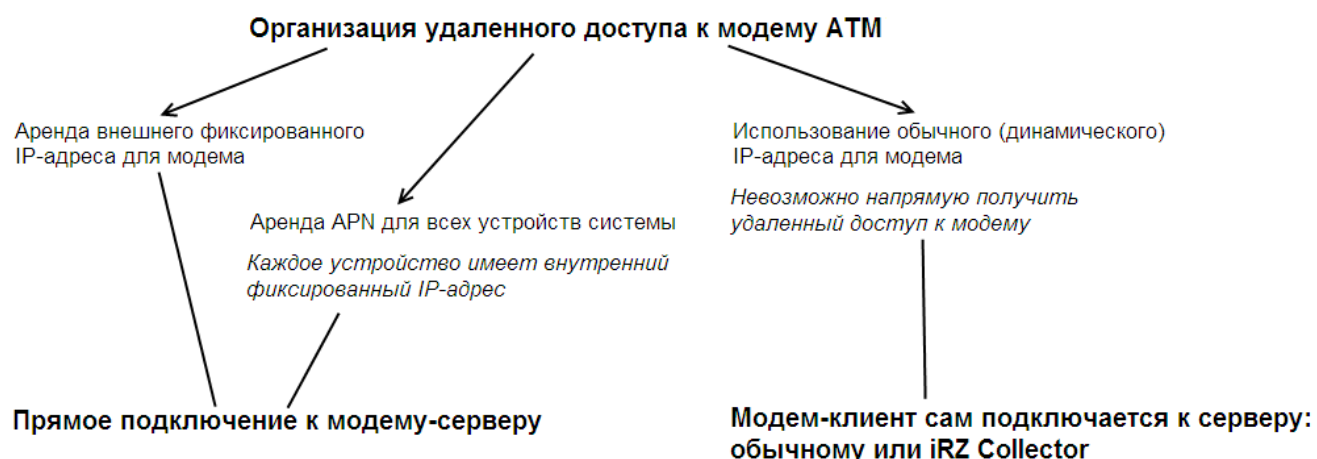 Организация удаленного доступа к модему ATM
Аренда внешнего фиксированного
IP-адреса для модема
Аренда APN для всех устройств системы
Каждое устройство имеет внутренний
фиксированный IP-адрес
Использование обычного (динамического)
IP-адреса для модема
Невозможно напрямую получить
удаленный доступ к модему
Прямое подключение к модему-серверу
Модем-клиент сам подключается к серверу:
обычному или iRZ Collector